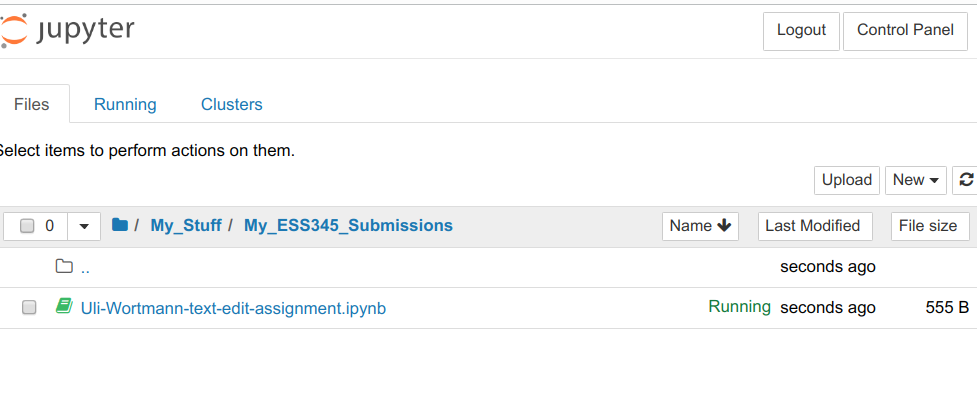 jupyter Logout Control Panel
Files Running Clusters
Select items to perform actions on them.
Upload New
0 / My_Stuff / My_ESS345_Submissions Name Last Modified File size
.. seconds ago
Uli-Wortmann-text-edit-assignment.ipynb Running seconds ago 555 B